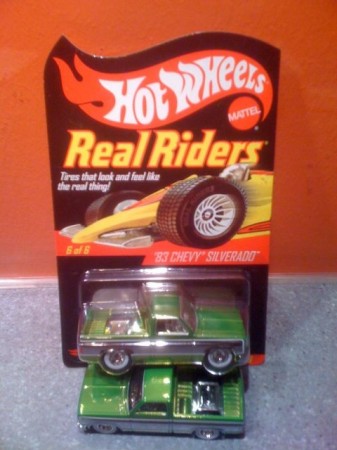 HOT WHEELS
MATTEL
Real Riders
Tires that look and feel like
the real thing!
6 of 6
'83 CHEVY SILVERADO